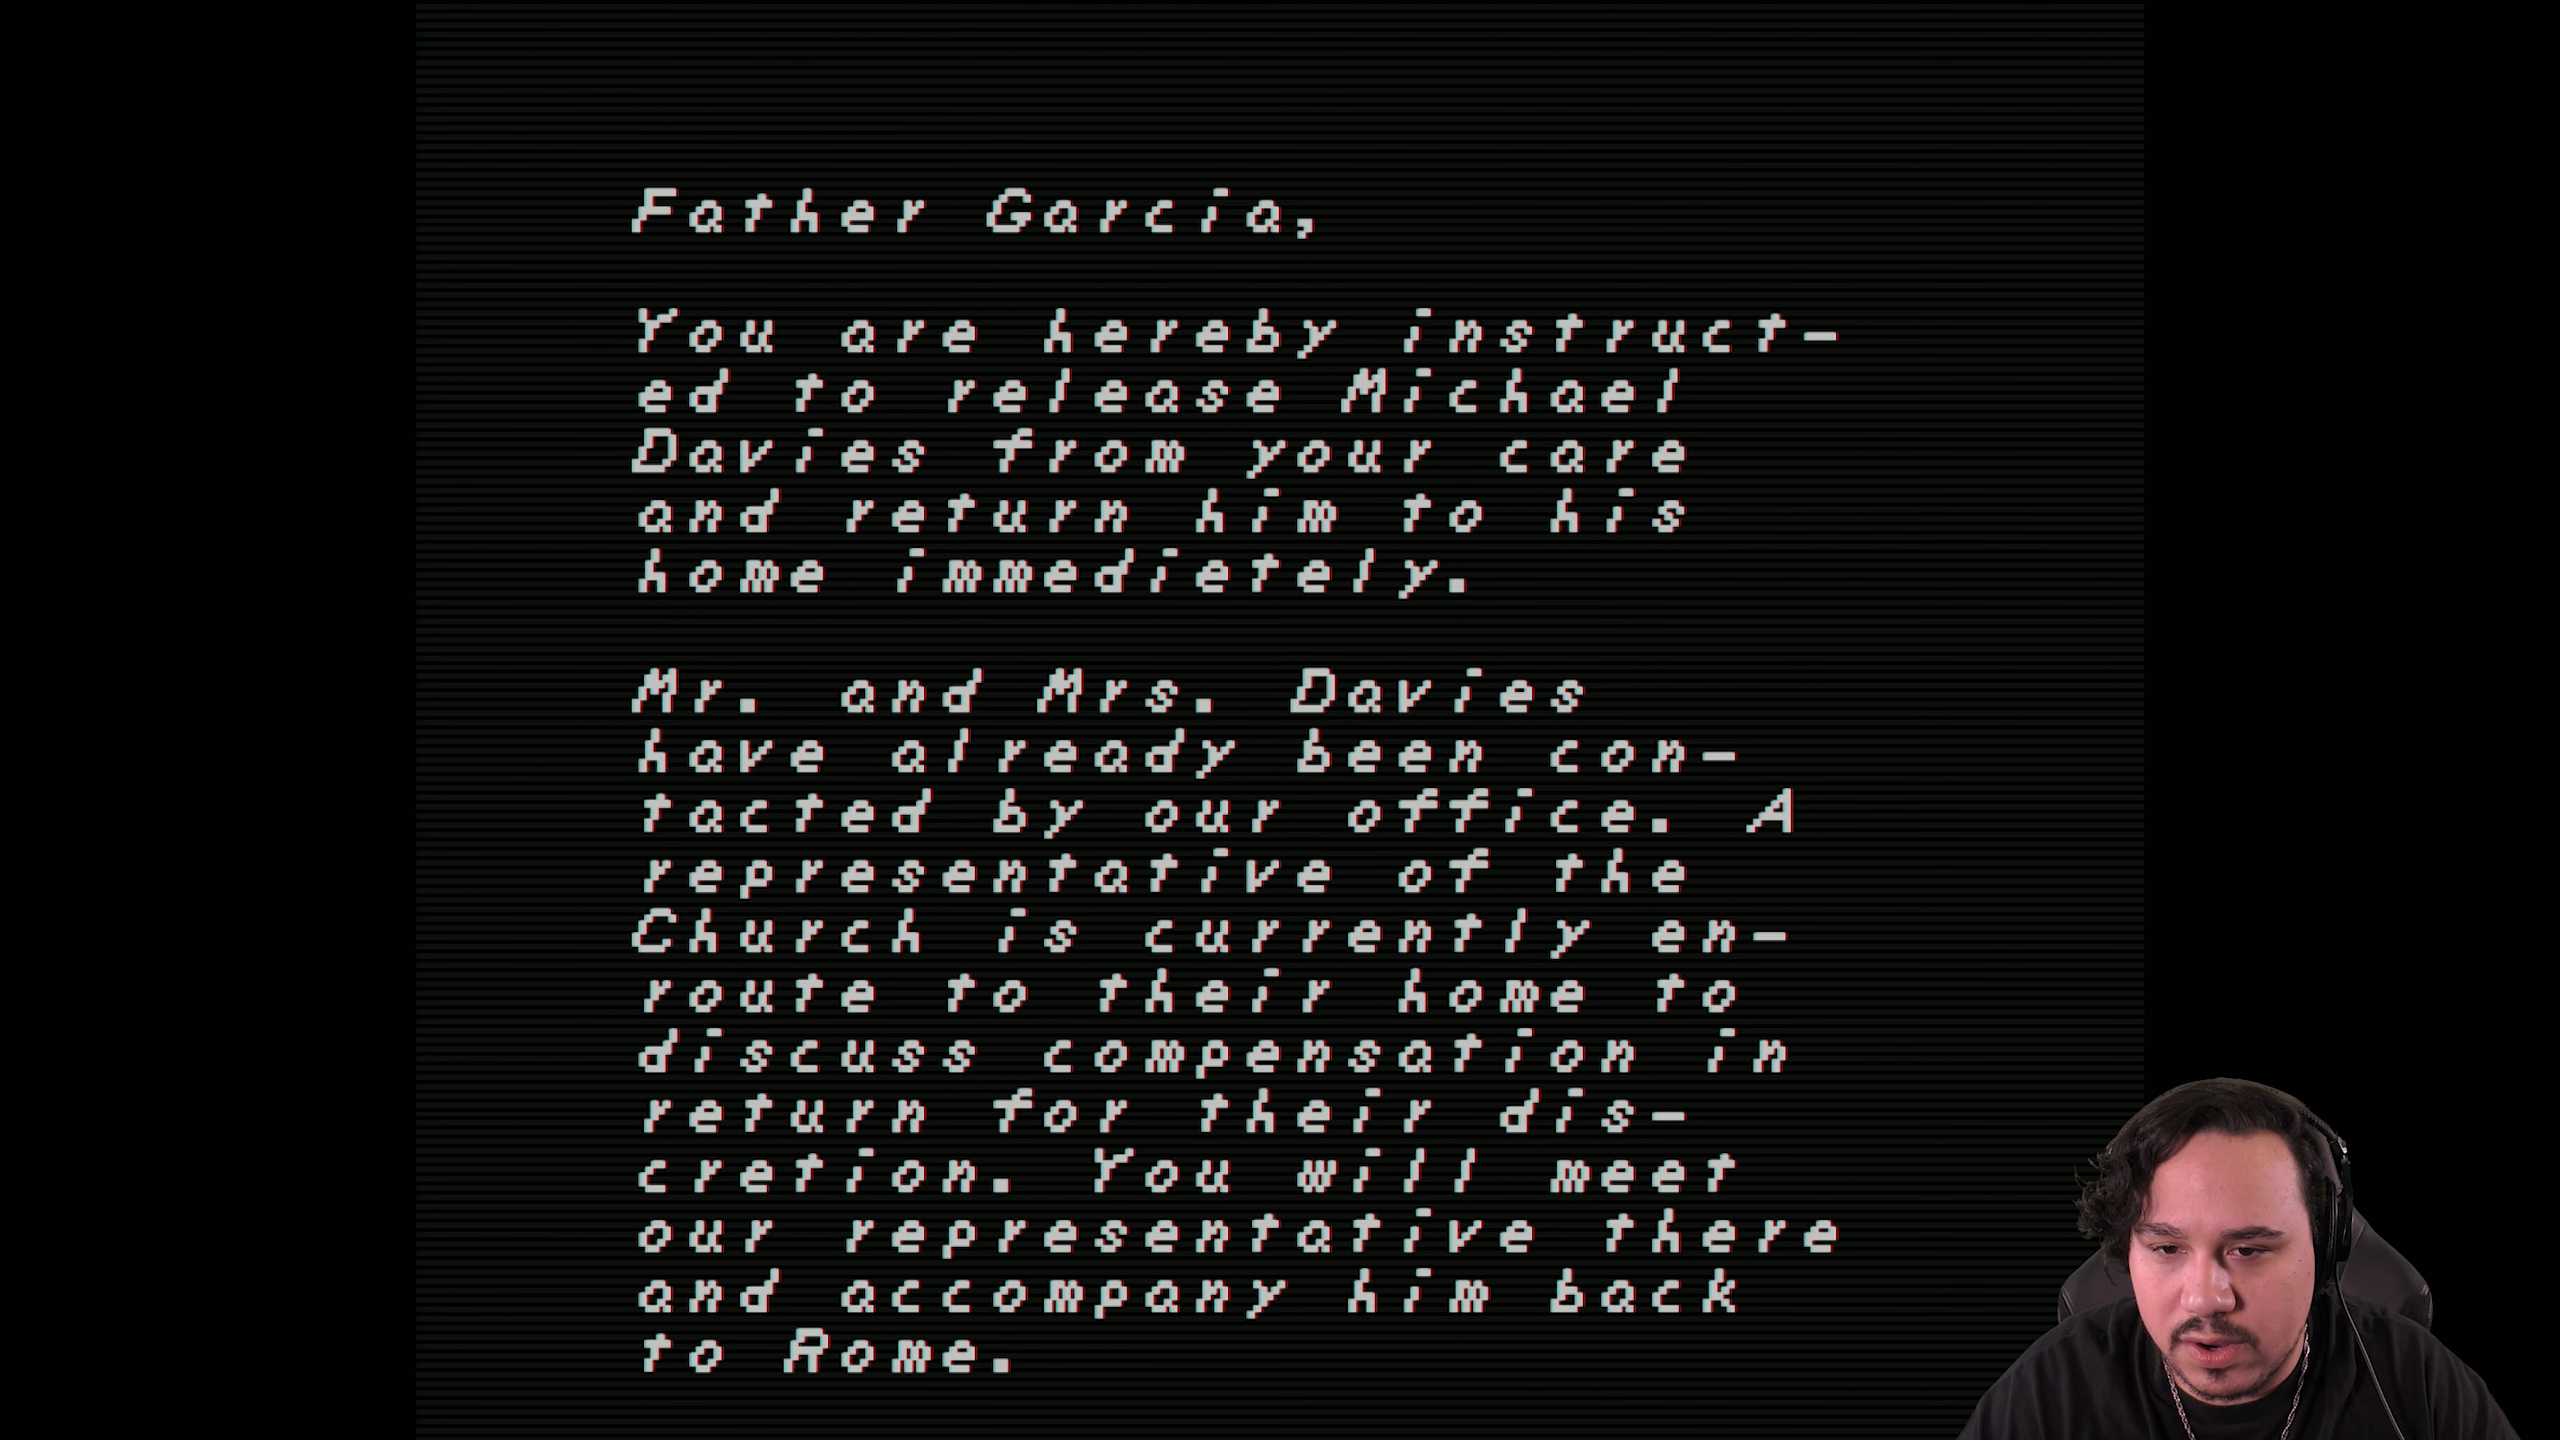 Father Garcia,
You are hereby instruct-
ed to release Michael
Davies from your care
and return him to his
home immedietely.
Mr. and Mrs. Davies
have already been con-
tacted by our office. A
representative of the
Church is currently en-
route to their home to
discuss compensation in
return for their dis-
cretion. You will meet
our representative there
and accompany him back
to Rome.